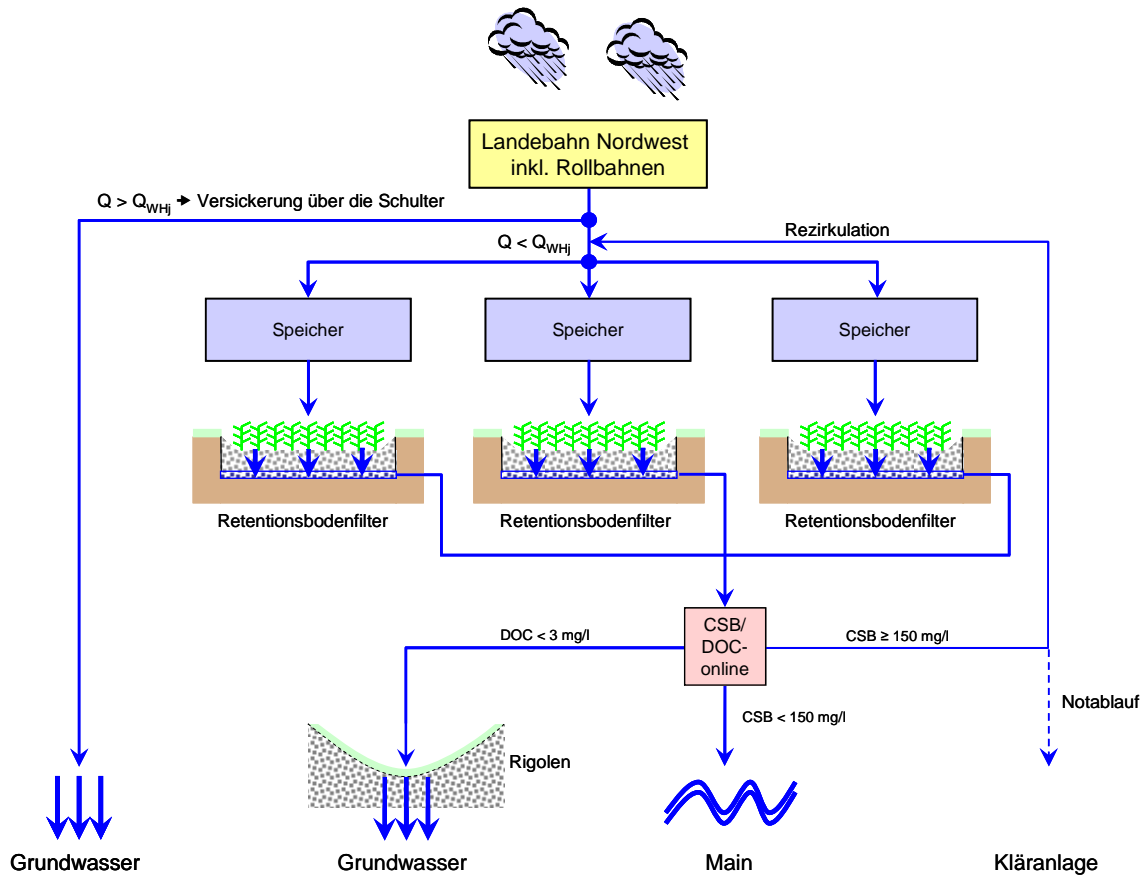 Landebahn Nordwest
inkl. Rollbahnen
Q > QWHj → Versickerung über die Schulter
Rezirkulation
Q < QWHj
Speicher
Speicher
Speicher
Retentionsbodenfilter
Retentionsbodenfilter
Retentionsbodenfilter
DOC < 3 mg/l
CSB/
DOC-
online
CSB ≥ 150 mg/l
CSB < 150 mg/l
Notablauf
Rigolen
Grundwasser
Grundwasser
Main
Kläranlage